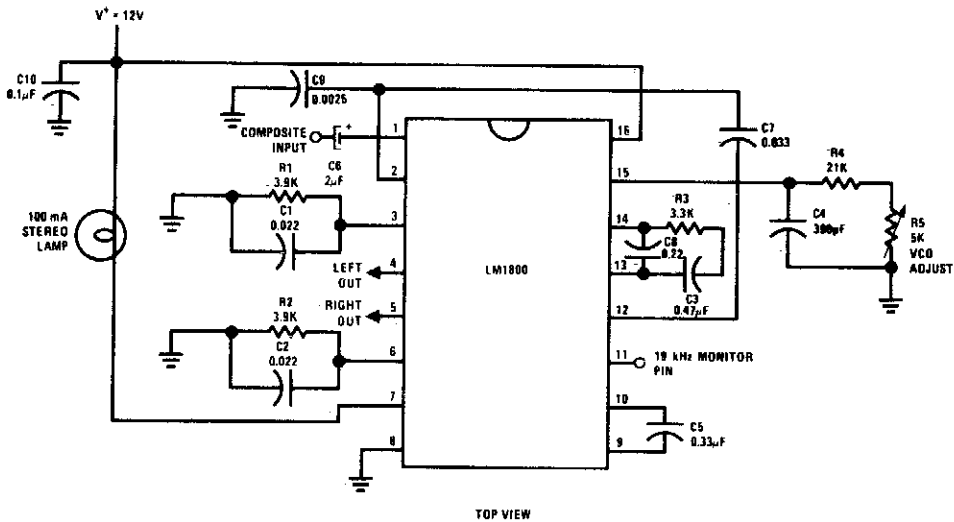 V+ = 12V
C10
0.1μF
C9
0.0025
COMPOSITE
INPUT
+
C6
2μF
1
2
3
4
5
6
7
8
16
15
14
13
12
11
10
9
C7
0.033
R4
21K
R1
3.9K
C1
0.022
R3
3.3K
C8
0.22
C3
0.47μF
C4
390pF
R5
5K
VCO
ADJUST
100 mA
STEREO
LAMP
LEFT
OUT
RIGHT
OUT
LM1800
R2
3.9K
C2
0.022
19 kHz MONITOR
PIN
C5
0.33μF
TOP VIEW